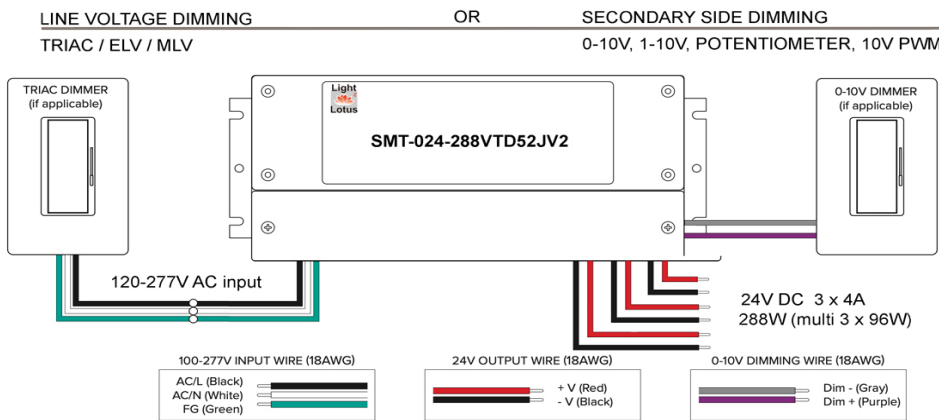 LINE VOLTAGE DIMMING
OR
SECONDARY SIDE DIMMING
TRIAC / ELV / MLV
0-10V, 1-10V, POTENTIOMETER, 10V PWM
TRIAC DIMMER
(if applicable)
Light
Lotus
SMT-024-288VTD52JV2
0-10V DIMMER
(if applicable)
120-277V AC input
24V DC 3 x 4A
288W (multi 3 x 96W)
100-277V INPUT WIRE (18AWG)
AC/L (Black)
AC/N (White)
FG (Green)
24V OUTPUT WIRE (18AWG)
+ V (Red)
- V (Black)
0-10V DIMMING WIRE (18AWG)
Dim - (Gray)
Dim + (Purple)